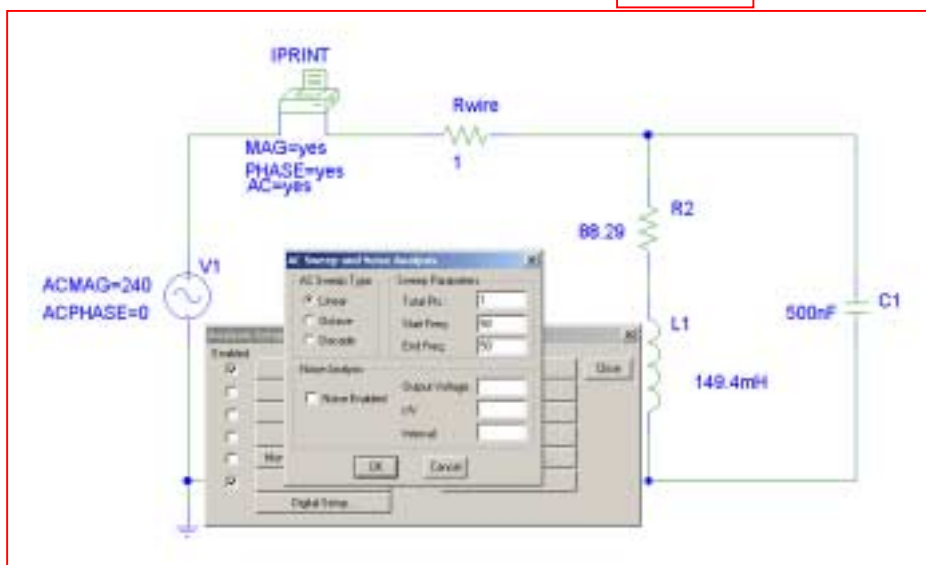 IPRINT
Rwire
MAG=yes
PHASE=yes
AC=yes
1
R2
88.29
V1
ACMAG=240
ACPHASE=0
AC Sweep and Noise Analysis
AC Sweep Type
Sweep Parameters
Linear
Octave
Decade
Total Pts.
1
Start Freq.
50
End Freq.
50
Enabled
Close
Noise Analysis
Noise Enabled
Output Voltage
I/V
Interval
OK
Cancel
Digital Setup...
L1
149.4mH
500nF
C1